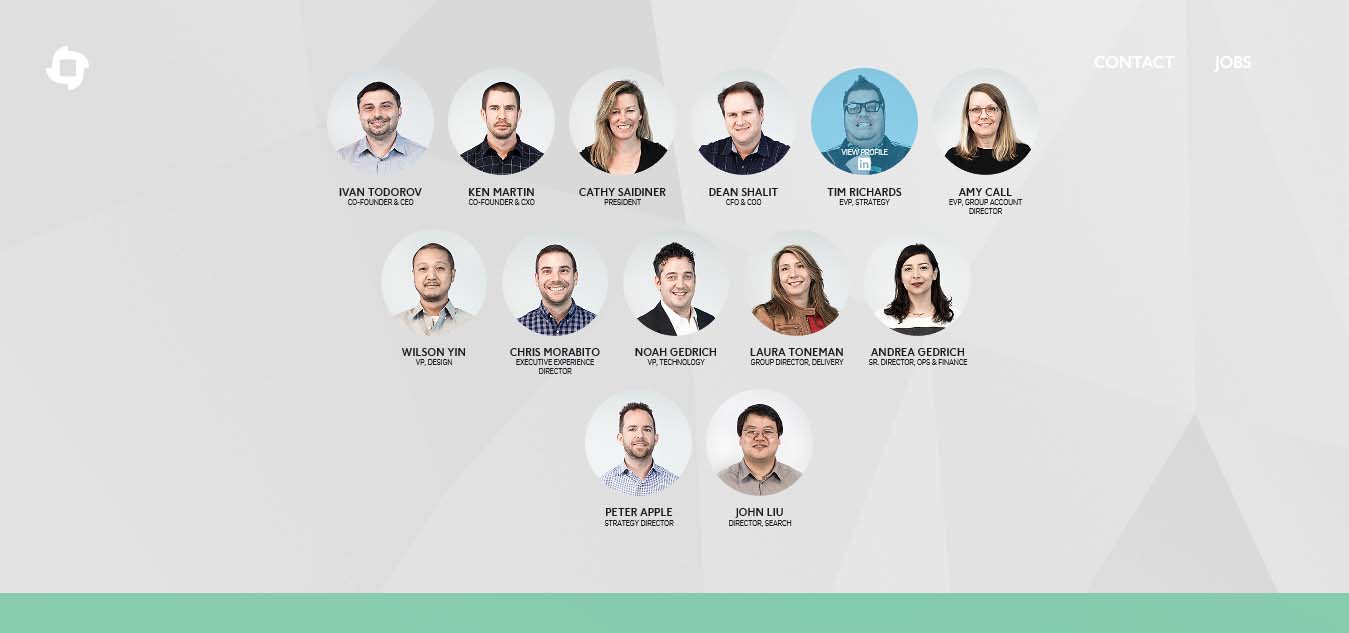 CONTACT JOBS
VIEW PROFILE
in
IVAN TODOROV
CO-FOUNDER & CEO
KEN MARTIN
CO-FOUNDER & CXO
CATHY SAIDINER
PRESIDENT
DEAN SHALIT
CFO & COO
TIM RICHARDS
EVP, STRATEGY
AMY CALL
EVP, GROUP ACCOUNT
DIRECTOR
WILSON YIN
VP, DESIGN
CHRIS MORABITO
EXECUTIVE EXPERIENCE
DIRECTOR
NOAH GEDRICH
VP, TECHNOLOGY
LAURA TONEMAN
GROUP DIRECTOR, DELIVERY
ANDREA GEDRICH
SR. DIRECTOR, OPS & FINANCE
PETER APPLE
STRATEGY DIRECTOR
JOHN LIU
DIRECTOR, SEARCH